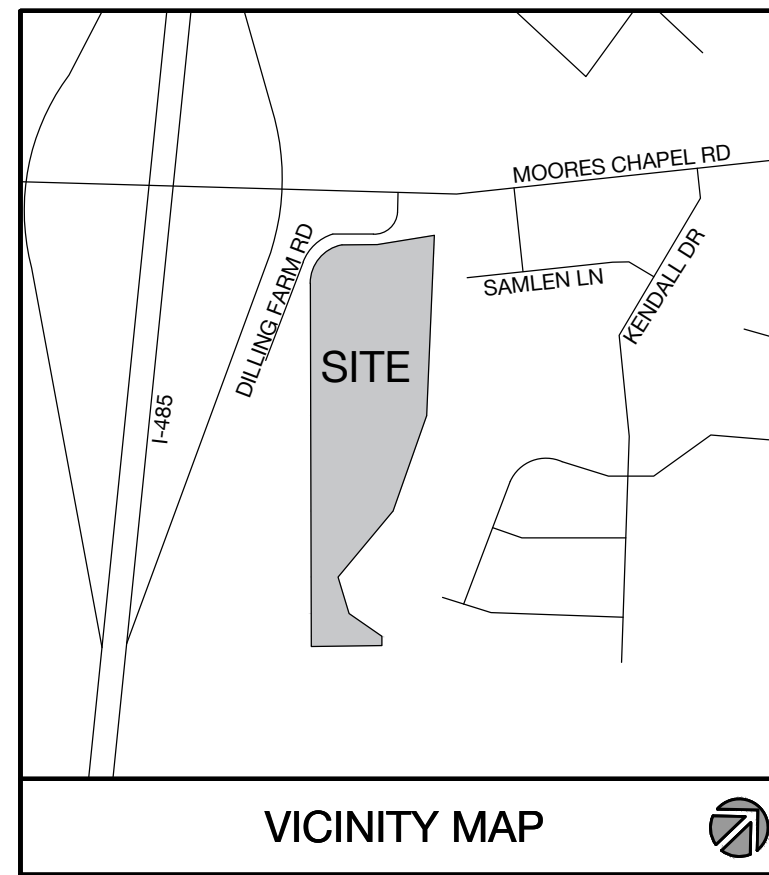 MOORES CHAPEL RD
DILLING FARM RD
SAMLEN LN
KENDALL DR
SITE
I-485
VICINITY MAP